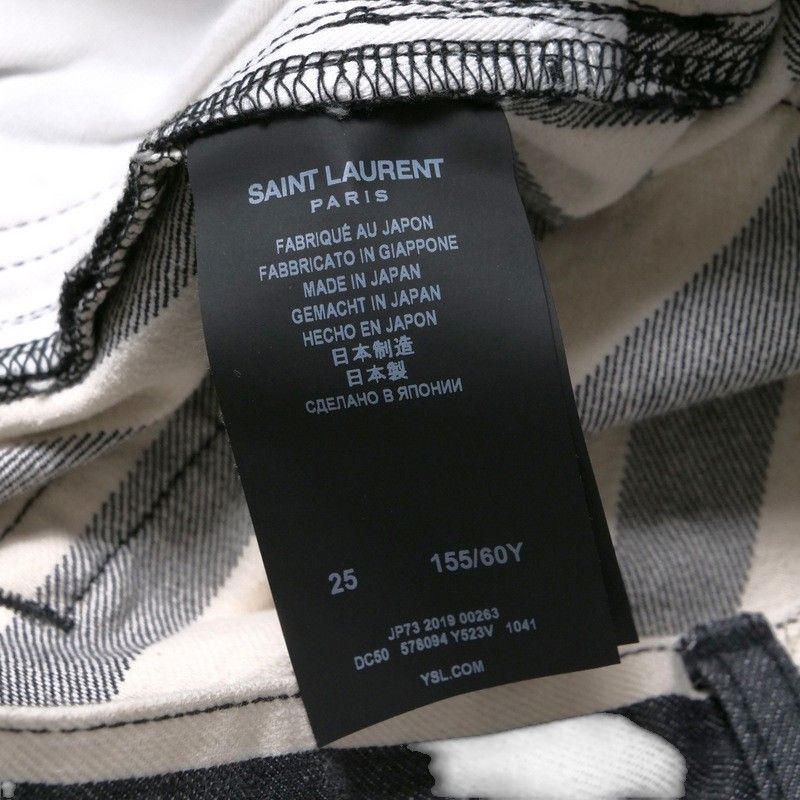 SAINT LAURENT
PARIS
FABRIQUÉ AU JAPON
FABBRICATO IN GIAPPONE
MADE IN JAPAN
GEMACHT IN JAPAN
HECHO EN JAPON
日本制造
日本製
СДЕЛАНО В ЯПОНИИ
25 155/60Y
JP73 2019 00263
DC50 578094 Y523V 1041
YSL.COM